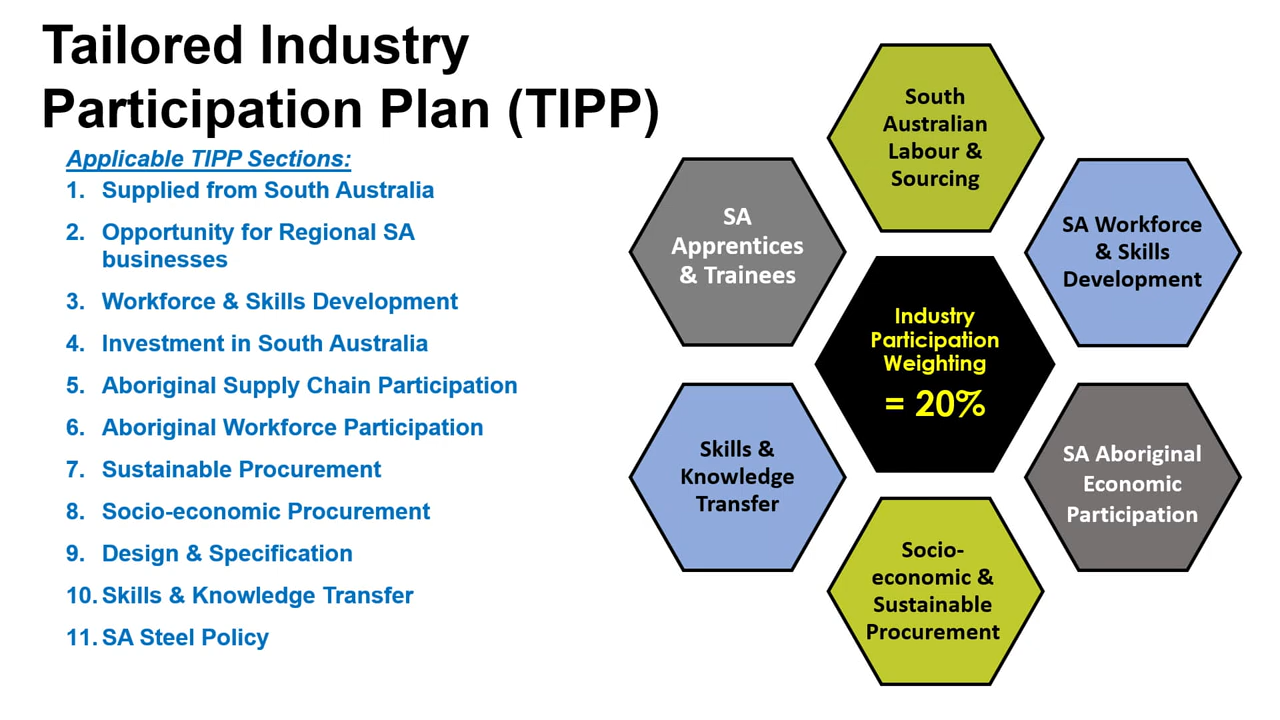 Tailored Industry
Participation Plan (TIPP)
Applicable TIPP Sections:
1. Supplied from South Australia
2. Opportunity for Regional SA
businesses
3. Workforce & Skills Development
4. Investment in South Australia
5. Aboriginal Supply Chain Participation
6. Aboriginal Workforce Participation
7. Sustainable Procurement
8. Socio-economic Procurement
9. Design & Specification
10. Skills & Knowledge Transfer
11. SA Steel Policy
South
Australian
Labour &
Sourcing
SA
Apprentices
& Trainees
SA Workforce
& Skills
Development
Industry
Participation
Weighting
= 20%
Skills &
Knowledge
Transfer
SA Aboriginal
Economic
Participation
Socio-
economic &
Sustainable
Procurement